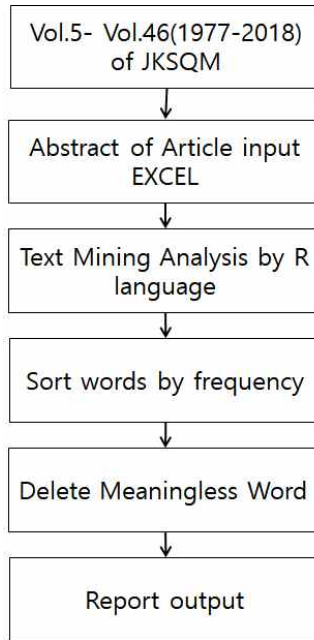 Vol.5- Vol.46(1977-2018)
of JKSQM
Abstract of Article input
EXCEL
Text Mining Analysis by R
language
Sort words by frequency
Delete Meaningless Word
Report output